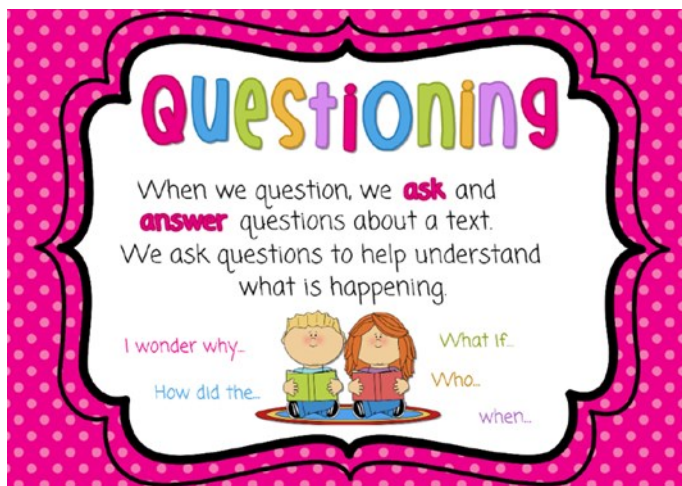 Questioning
When we question, we ask and
answer questions about a text.
We ask questions to help understand
what is happening.
I wonder why...
How did the...
What If...
Who...
when...